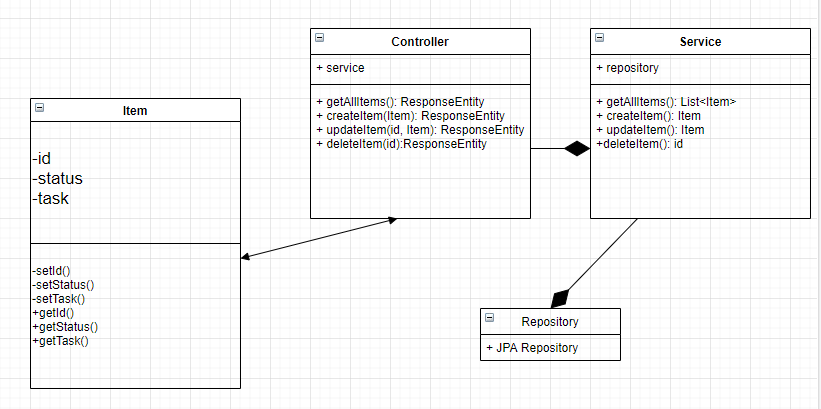 Controller
+ service
+ getAllItems(): ResponseEntity
+ createItem(Item): ResponseEntity
+ updateItem(id, Item): ResponseEntity
+ deleteItem(id):ResponseEntity
Service
+ repository
+ getAllItems(): List<Item>
+ createItem(): Item
+ updateItem(): Item
+deleteItem(): id
Item
-id
-status
-task
-setId()
-setStatus()
-setTask()
+getId()
+getStatus()
+getTask()
Repository
+ JPA Repository